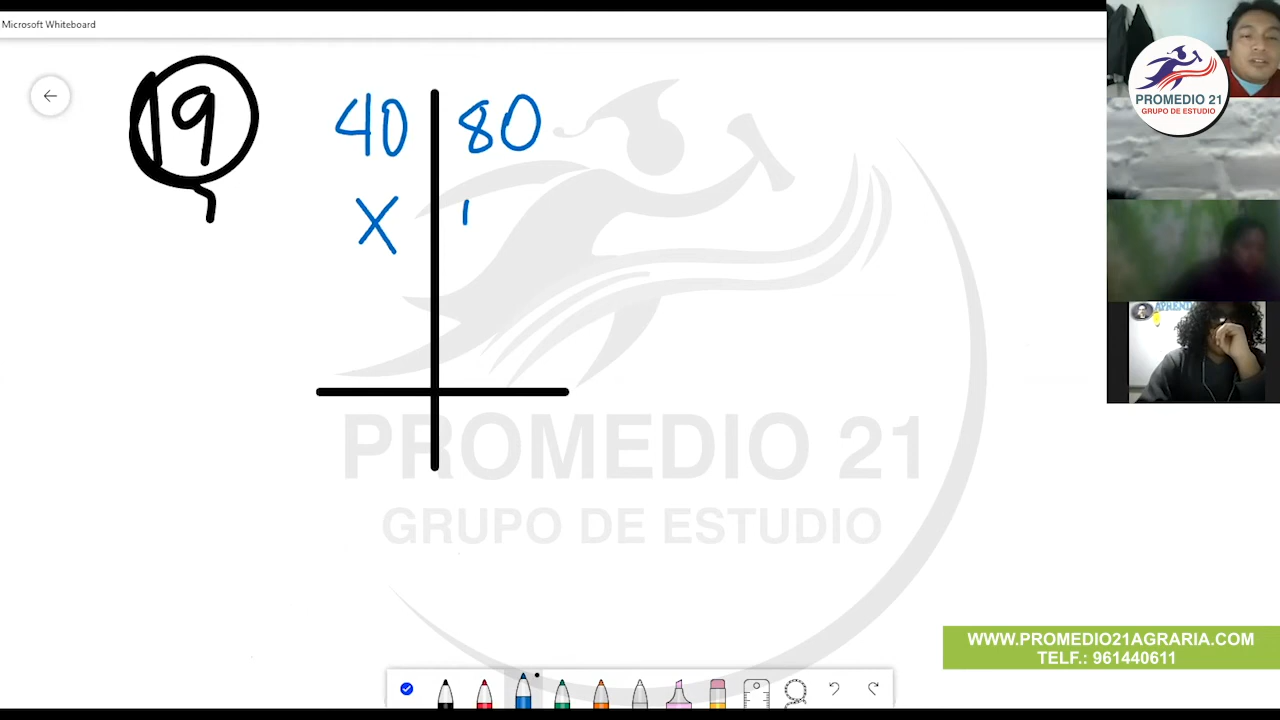 Microsoft Whiteboard
19
40 80
X
PROMEDIO 21
GRUPO DE ESTUDIO
PROMEDIO 21
GRUPO DE ESTUDIO
WWW.PROMEDIO21AGRARIA.COM
TELF.: 961440611